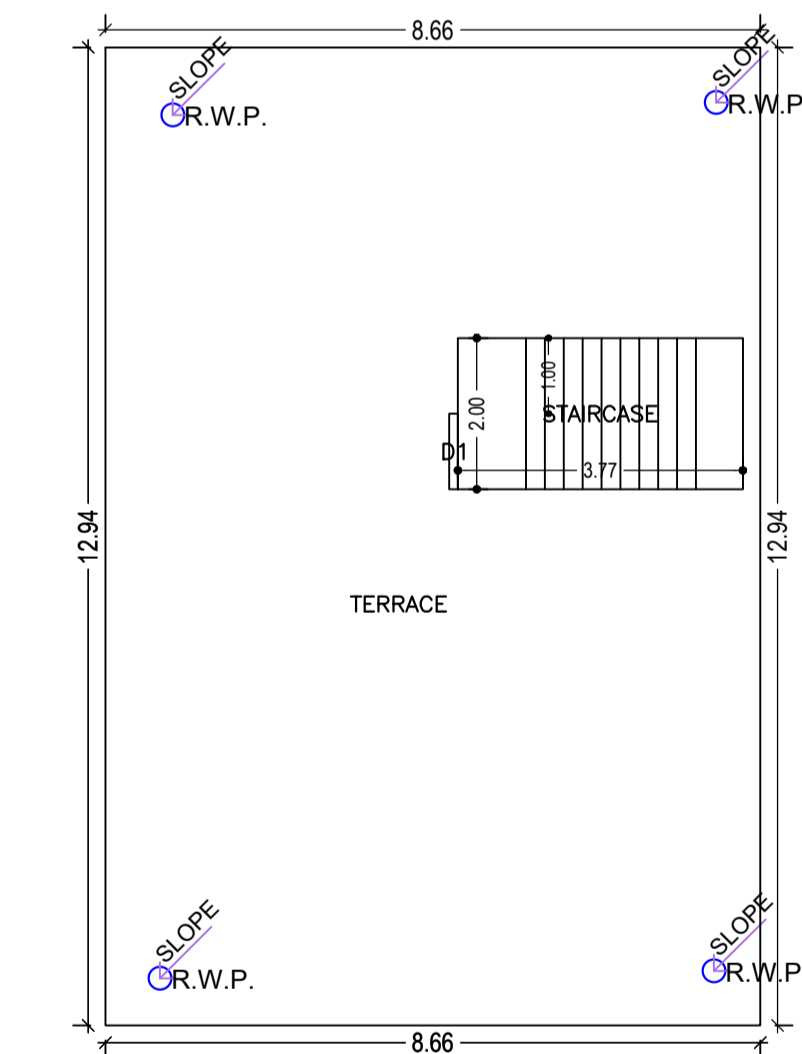 8.66
SLOPE
R.W.P.
SLOPE
R.W.P
1.00
2.00
STAIRCASE
D1
3.77
12.94
12.94
TERRACE
SLOPE
R.W.P.
SLOPE
R.W.P
8.66